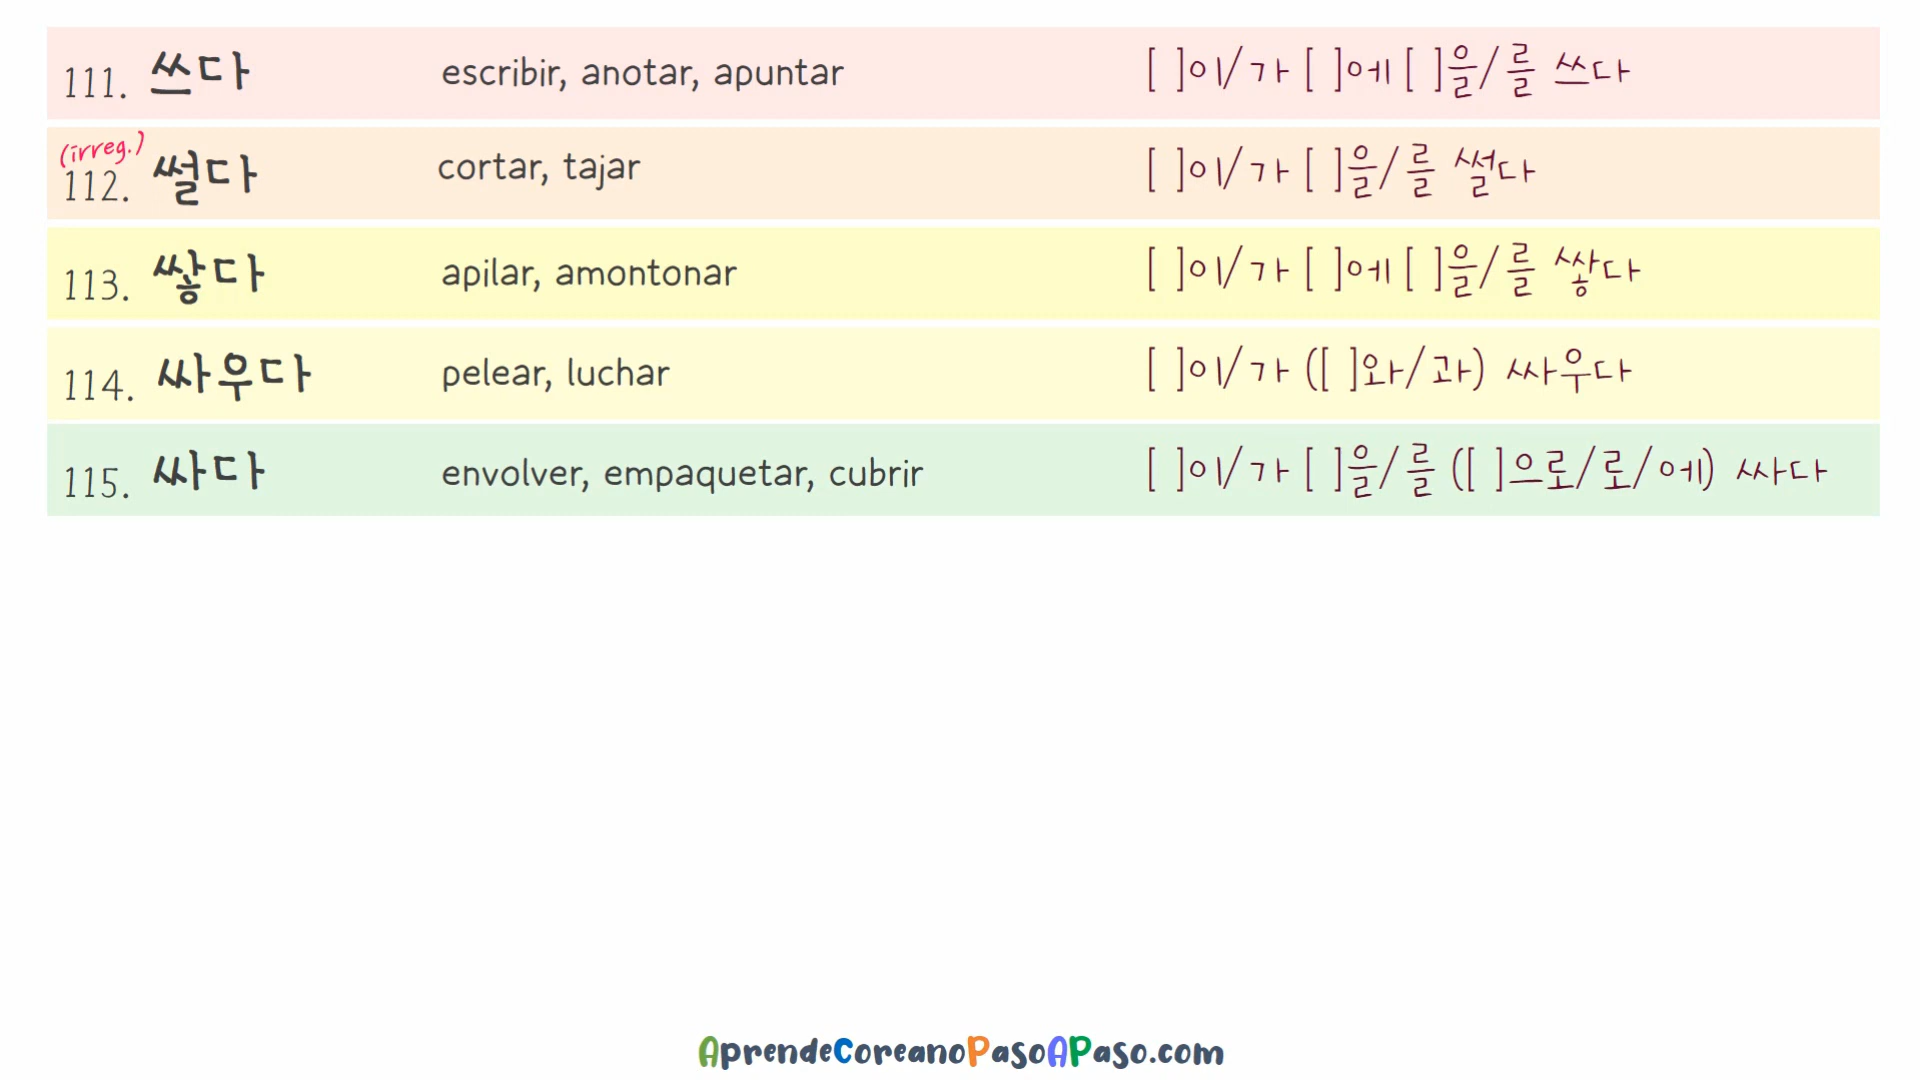 111. 쓰다 escribir, anotar, apuntar [ ]이/가 [ ]에 [ ]을/를 쓰다
(irreg.)
112. 썰다 cortar, tajar [ ]이/가 [ ]을/를 썰다
113. 쌓다 apilar, amontonar [ ]이/가 [ ]에 [ ]을/를 쌓다
114. 싸우다 pelear, luchar [ ]이/가 ([ ]와/과) 싸우다
115. 싸다 envolver, empaquetar, cubrir [ ]이/가 [ ]을/를 ([ ]으로/로/에) 싸다
AprendeCoreanoPasoAPaso.com